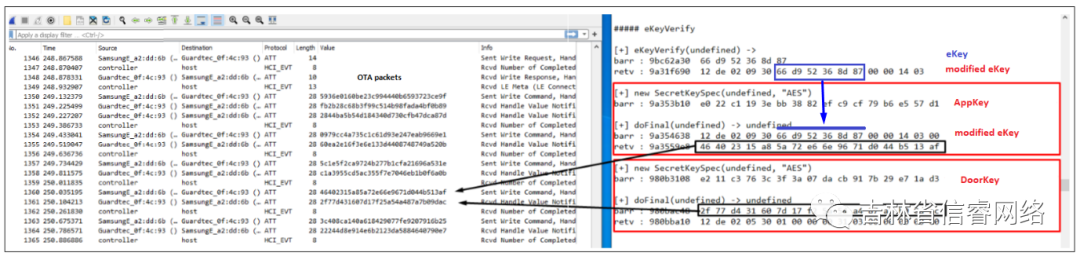 Apply a display filter ... <Ctrl-/>
No. Time Source Destination Protocol Length Value Info
OTA packets
1346 248.867588 SamsungE_a2:dd:6b (… Guardtec_0f:4c:93 () ATT 14 Sent Write Request, Hand
1347 248.870407 controller host HCI_EVT 8 Rcvd Number of Completed
1348 248.878331 Guardtec_0f:4c:93 () SamsungE_a2:dd:6b (… ATT 10 Rcvd Write Response, Han
1349 248.932907 controller host HCI_EVT 13 Rcvd LE Meta (LE Connect
1350 249.132379 SamsungE_a2:dd:6b (… Guardtec_0f:4c:93 () ATT 28 Sent Write Command, Hand
1351 249.225499 Guardtec_0f:4c:93 () SamsungE_a2:dd:6b (… ATT 28 Rcvd Handle Value Notifi
1352 249.227207 Guardtec_0f:4c:93 () SamsungE_a2:dd:6b (… ATT 28 Rcvd Handle Value Notifi
1353 249.386733 controller host HCI_EVT 8 Rcvd Number of Completed
1354 249.433041 SamsungE_a2:dd:6b (… Guardtec_0f:4c:93 () ATT 28 Sent Write Command, Hand
1355 249.519047 Guardtec_0f:4c:93 () SamsungE_a2:dd:6b (… ATT 28 Rcvd Handle Value Notifi
1356 249.636736 controller host HCI_EVT 8 Rcvd Number of Completed
1357 249.734429 SamsungE_a2:dd:6b (… Guardtec_0f:4c:93 () ATT 28 Sent Write Command, Hand
1358 249.811575 Guardtec_0f:4c:93 () SamsungE_a2:dd:6b (… ATT 28 Rcvd Handle Value Notifi
1359 250.011835 controller host HCI_EVT 8 Rcvd Number of Completed
1360 250.035195 SamsungE_a2:dd:6b (… Guardtec_0f:4c:93 () ATT 28 46402315a85a72e66e9671d044b513af Sent Write Command, Hand
1361 250.104213 Guardtec_0f:4c:93 () SamsungE_a2:dd:6b (… ATT 28 Rcvd Handle Value Notifi
1362 250.261830 controller host HCI_EVT 8 Rcvd Number of Completed
1363 250.675371 SamsungE_a2:dd:6b (… Guardtec_0f:4c:93 () ATT 28 Sent Write Command, Hand
1364 250.786571 Guardtec_0f:4c:93 () SamsungE_a2:dd:6b (… ATT 28 Rcvd Handle Value Notifi
1365 250.886886 controller host HCI_EVT 8 Rcvd Number of Completed
##### eKeyVerify
[+] eKeyVerify(undefined) ->
barr : 9bc62a30 66 d9 52 36 8d 87
retv : 9a31f690 12 de 02 09 30 66 d9 52 36 8d 87 00 00 14 03
eKey
modified eKey
[+] new SecretKeySpec(undefined, "AES")
barr : 9a353b10 e0 22 c1 19 3e bb 38 82 ef c9 cf 79 b6 e5 57 d1
AppKey
[+] doFinal(undefined) -> undefined
barr : 9a354638 12 de 02 09 30 66 d9 52 36 8d 87 00 00 14 03 00
retv : 9a3559e8 46 40 23 15 a8 5a 72 e6 6e 96 71 d0 44 b5 13 af
modified eKey
[+] new SecretKeySpec(undefined, "AES")
barr : 980b3108 e2 11 c3 76 3c 3f 3a 07 da cb 91 7b 29 e7 1a d3
DoorKey
[+] doFinal(undefined) -> undefined
barr : 2f 77 d4 31 60 7d 17
retv : 980bba10 12 de 02 05 30 01 00 00 00
吉林省信睿网络